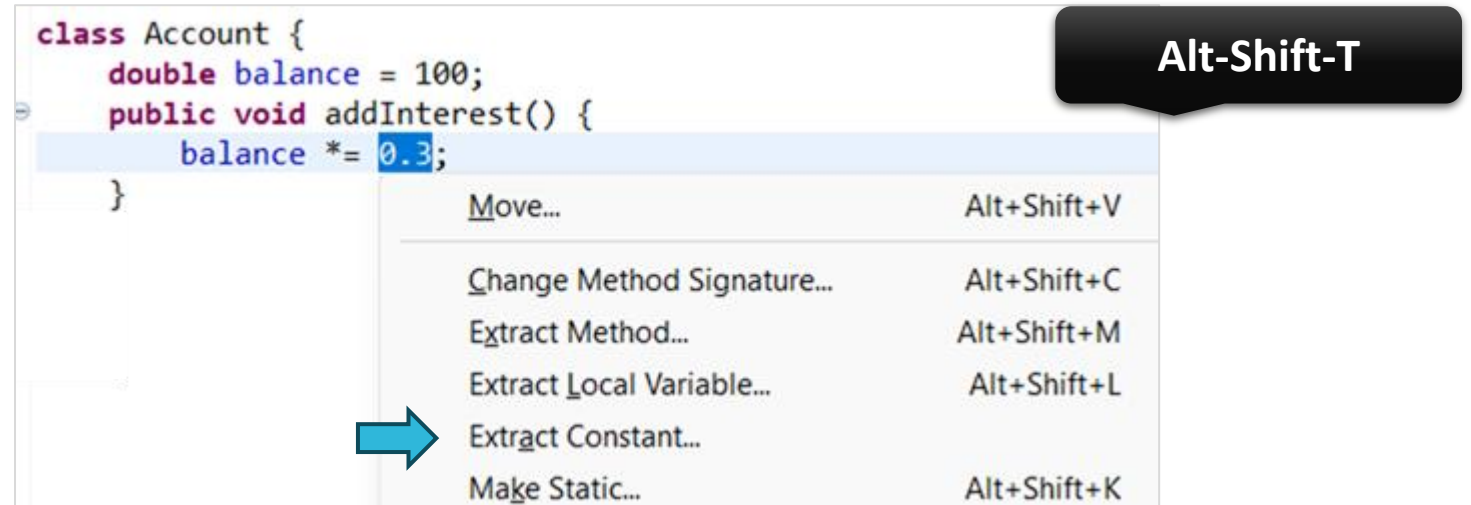 class Account {
double balance = 100;
public void addInterest() {
balance *= 0.3;
}
Alt-Shift-T
Move... Alt+Shift+V
Change Method Signature... Alt+Shift+C
Extract Method... Alt+Shift+M
Extract Local Variable... Alt+Shift+L
Extract Constant...
Make Static... Alt+Shift+K